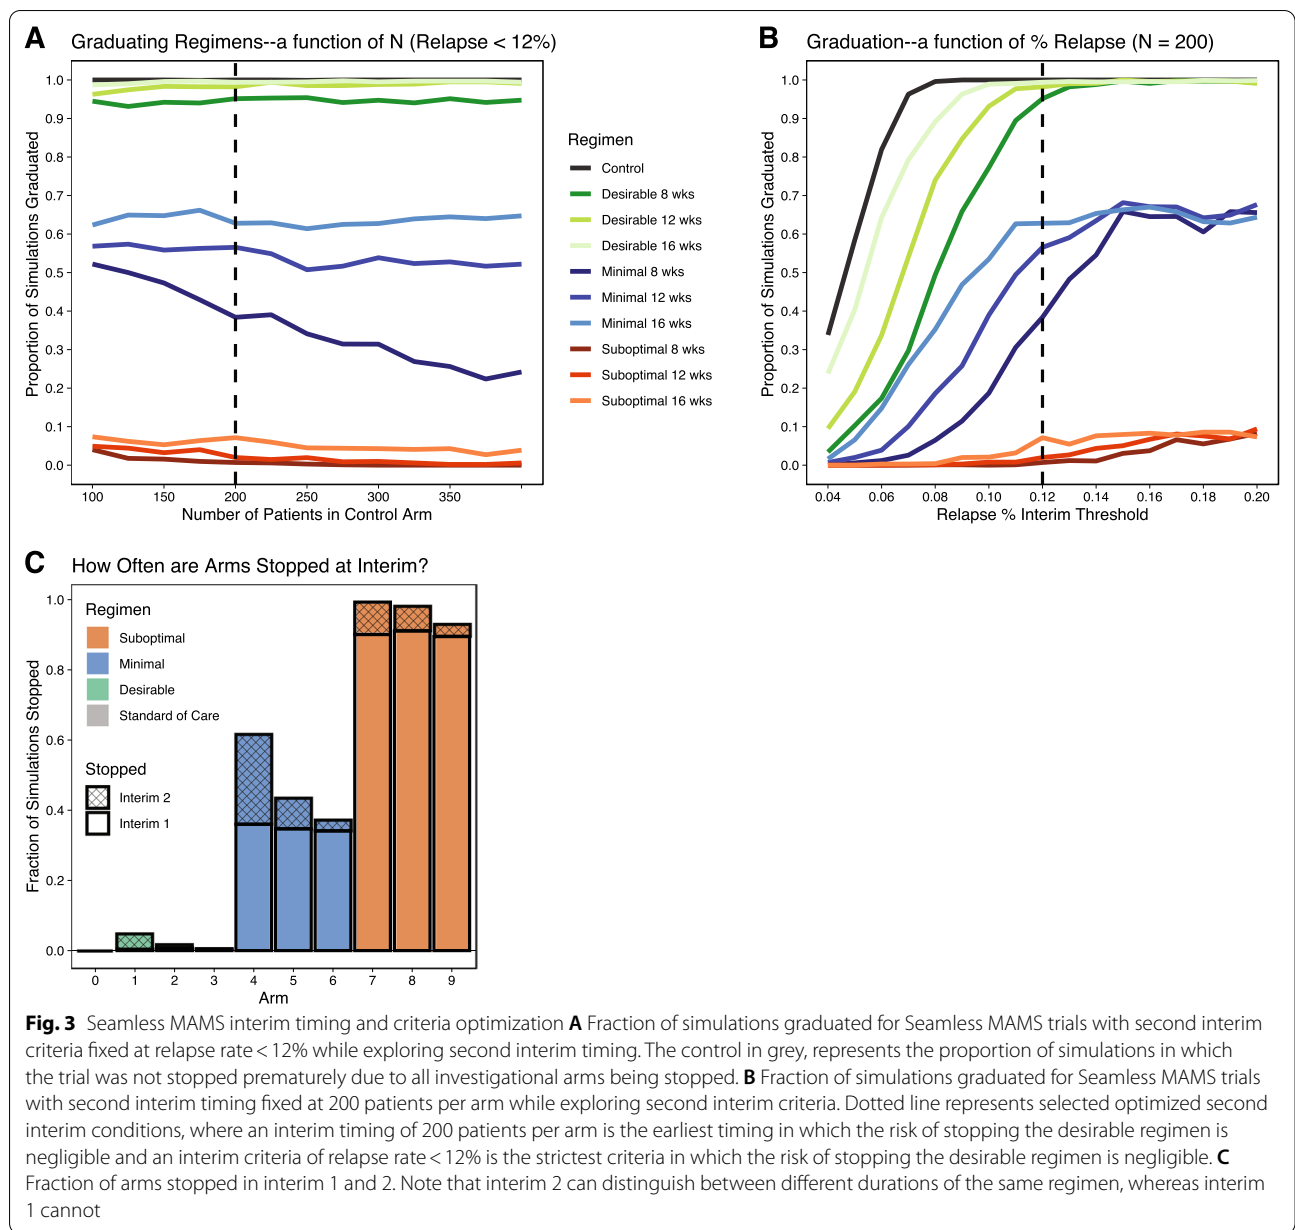 A Graduating Regimens--a function of N (Relapse < 12%)
Proportion of Simulations Graduated
1.0
0.9
0.8
0.7
0.6
0.5
0.4
0.3
0.2
0.1
0.0
100 150 200 250 300 350
Number of Patients in Control Arm
Regimen
Control
Desirable 8 wks
Desirable 12 wks
Desirable 16 wks
Minimal 8 wks
Minimal 12 wks
Minimal 16 wks
Suboptimal 8 wks
Suboptimal 12 wks
Suboptimal 16 wks
B Graduation--a function of % Relapse (N = 200)
Proportion of Simulations Graduated
1.0
0.9
0.8
0.7
0.6
0.5
0.4
0.3
0.2
0.1
0.0
0.04 0.06 0.08 0.10 0.12 0.14 0.16 0.18 0.20
Relapse % Interim Threshold
C How Often are Arms Stopped at Interim?
Fraction of Simulations Stopped
1.0
0.8
0.6
0.4
0.2
0.0
Regimen
Suboptimal
Minimal
Desirable
Standard of Care
Stopped
Interim 2
Interim 1
0 1 2 3 4 5 6 7 8 9
Arm
Fig. 3 Seamless MAMS interim timing and criteria optimization A Fraction of simulations graduated for Seamless MAMS trials with second interim
criteria fixed at relapse rate < 12% while exploring second interim timing. The control in grey, represents the proportion of simulations in which
the trial was not stopped prematurely due to all investigational arms being stopped. B Fraction of simulations graduated for Seamless MAMS trials
with second interim timing fixed at 200 patients per arm while exploring second interim criteria. Dotted line represents selected optimized second
interim conditions, where an interim timing of 200 patients per arm is the earliest timing in which the risk of stopping the desirable regimen is
negligible and an interim criteria of relapse rate < 12% is the strictest criteria in which the risk of stopping the desirable regimen is negligible. C
Fraction of arms stopped in interim 1 and 2. Note that interim 2 can distinguish between different durations of the same regimen, whereas interim
1 cannot